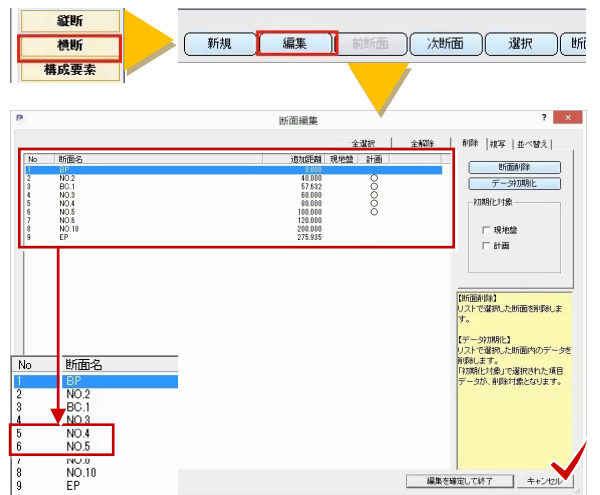 縦断
横断
構成要素
新規
編集
前断面
次断面
選択
断面編集
?
×
全選択
全解除
削除
複写
並べ替え
No 断面名 追加距離 現地盤 計画
1 BP 0.000
2 NO.2 40.000 ○
3 BC.1 57.632 ○
4 NO.3 60.000 ○
5 NO.4 80.000 ○
6 NO.5 100.000 ○
7 NO.6 120.000
8 NO.10 200.000
9 EP 275.935
断面削除
データ初期化
初期化対象
現地盤
計画
【断面削除】
リストで選択した断面を削除しま
す。
【データ初期化】
リストで選択した断面内のデータを
削除します。
「初期化対象」で選択された項目
データが、削除対象となります。
No 断面名
1 BP
2 NO.2
3 BC.1
4 NO.3
5 NO.4
6 NO.5
7 NO.6
8 NO.10
9 EP
編集を確定して終了
キャンセル